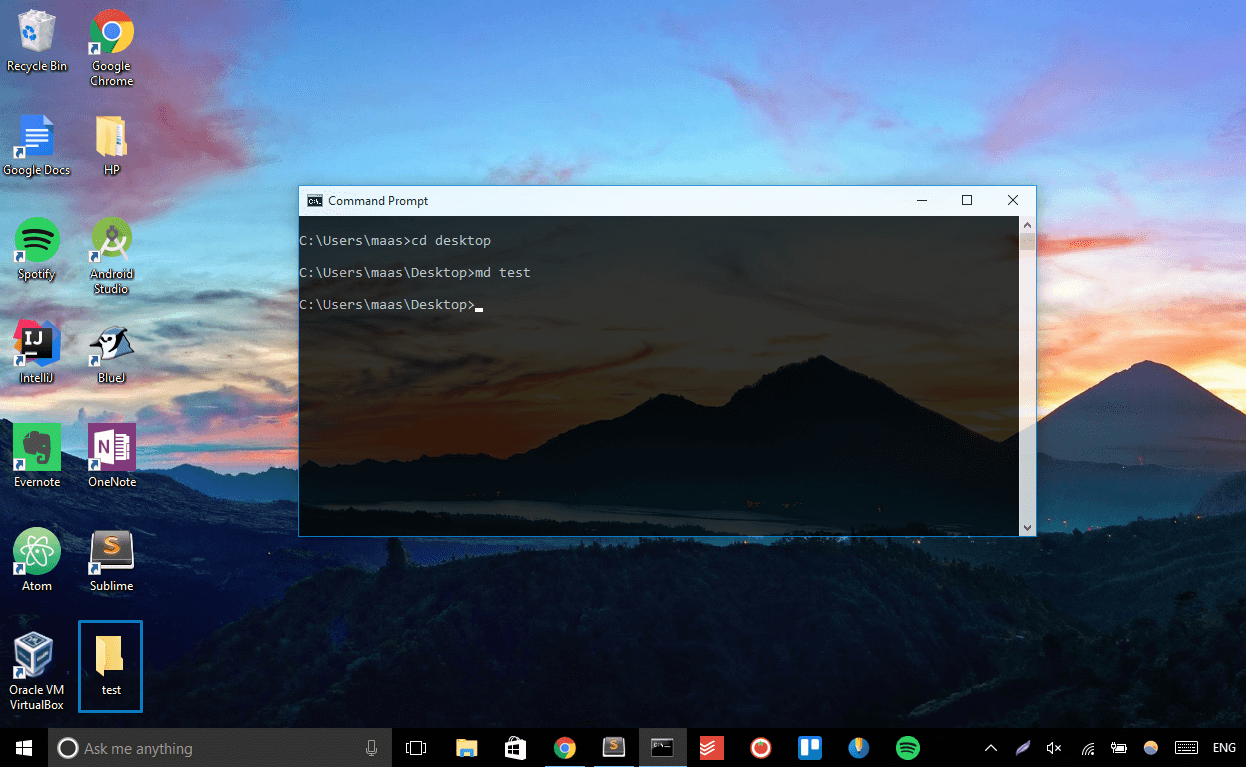 Recycle Bin
Google
Chrome
Google Docs
HP
Spotify
Android
Studio
IJ
IntelliJ
BlueJ
Evernote
N
OneNote
Atom
S
Sublime
Oracle VM
VirtualBox
test
C:\. Command Prompt
C:\Users\maas>cd desktop
C:\Users\maas\Desktop>md test
C:\Users\maas\Desktop>
Ask me anything
S
C:\.
ENG